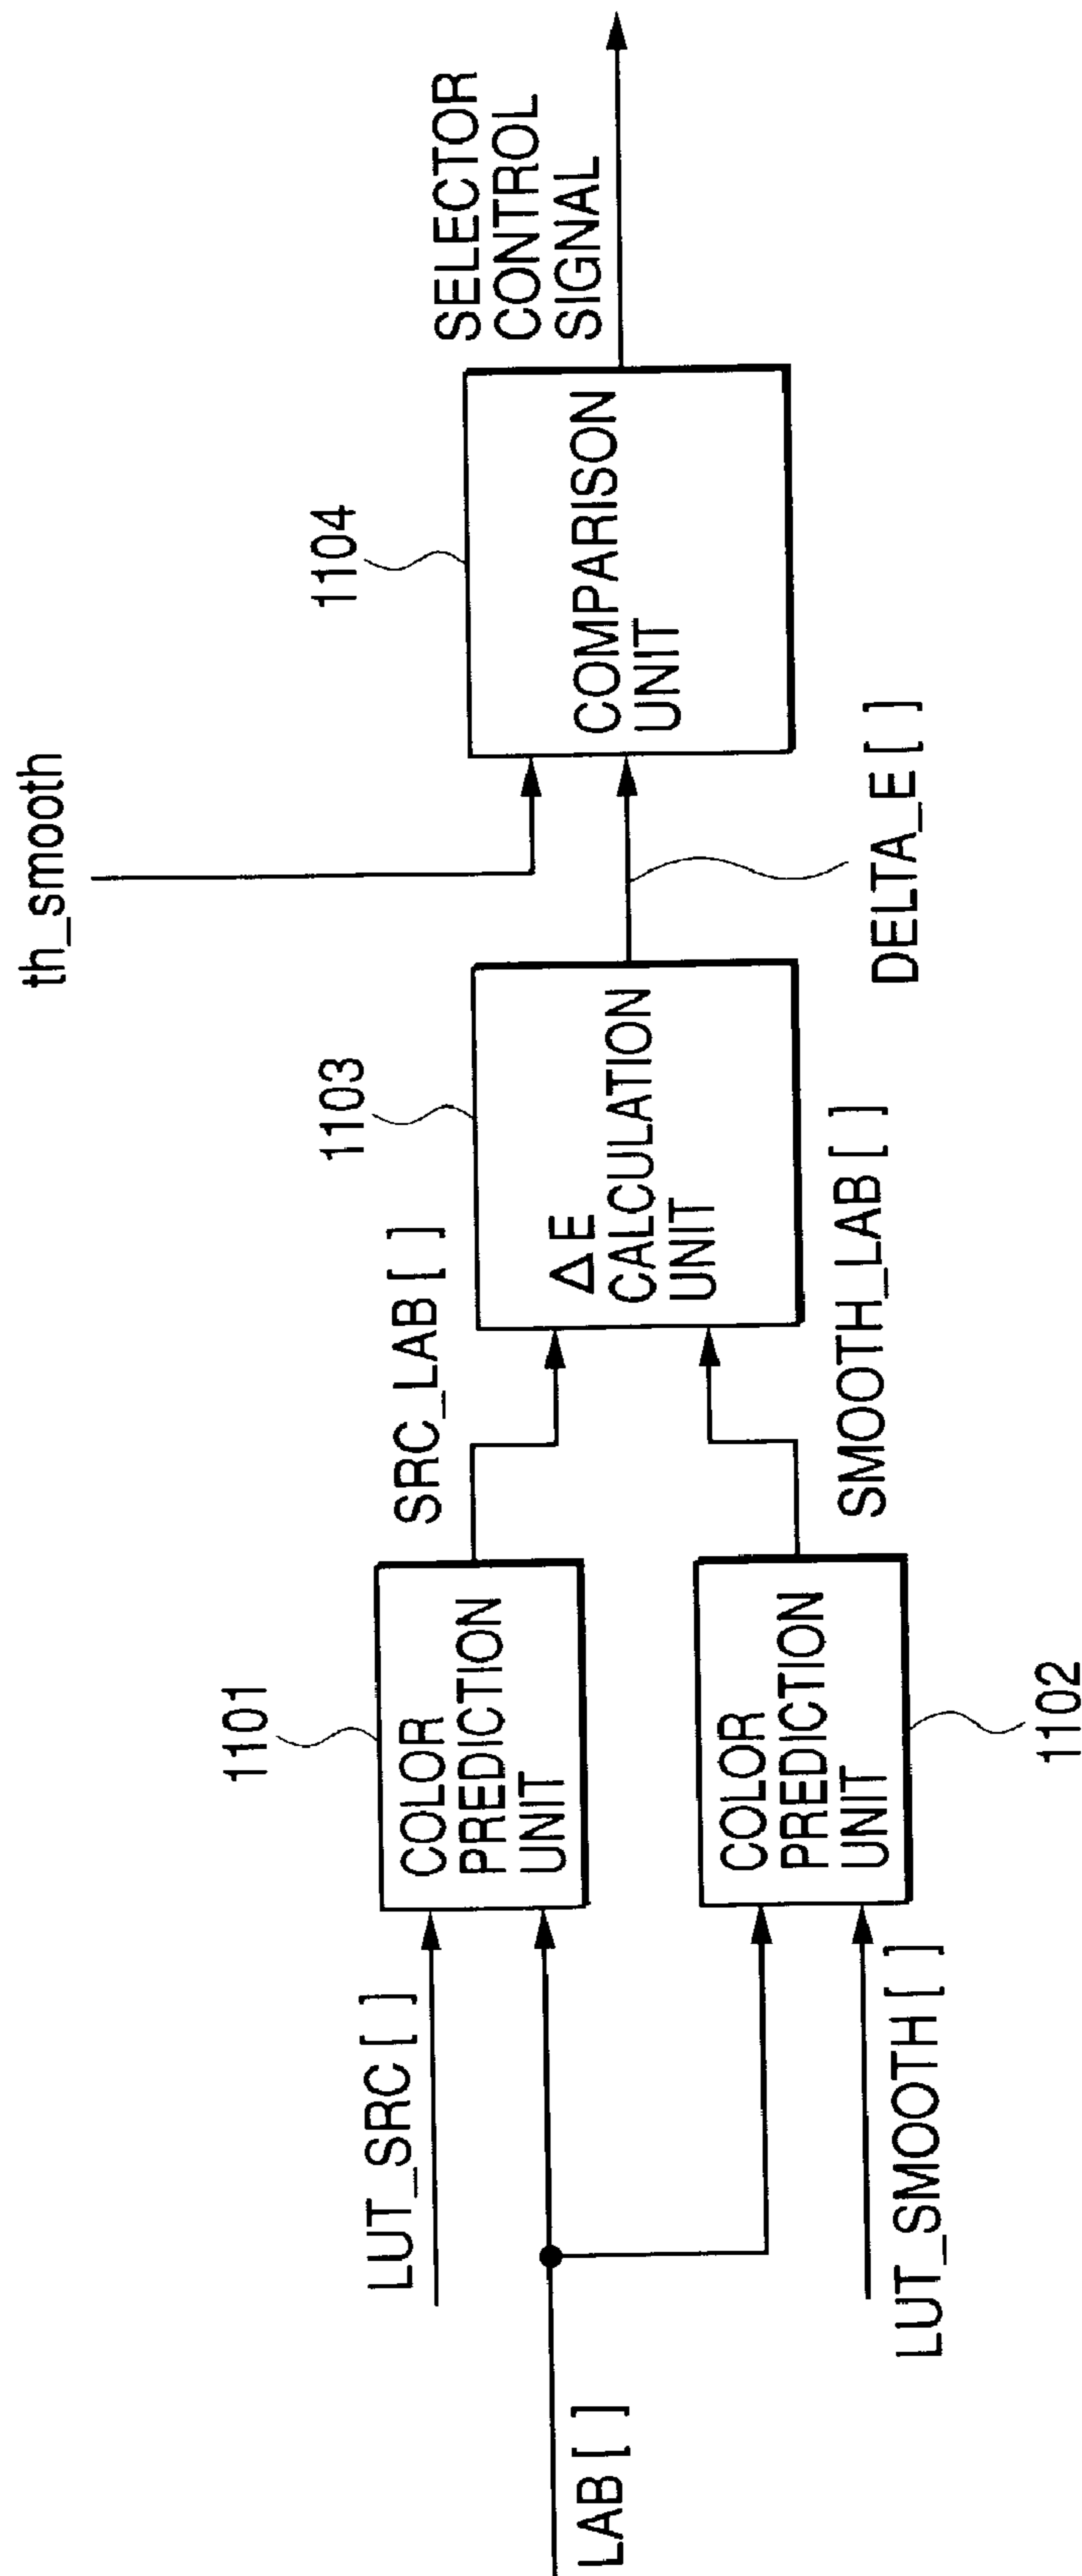 LAB [ ]
LUT_SRC [ ]
LUT_SMOOTH [ ]
1101
COLOR
PREDICTION
UNIT
COLOR
PREDICTION
UNIT
1102
SRC_LAB [ ]
SMOOTH_LAB [ ]
1103
ΔE
CALCULATION
UNIT
DELTA_E [ ]
th_smooth
1104
COMPARISON
UNIT
SELECTOR
CONTROL
SIGNAL